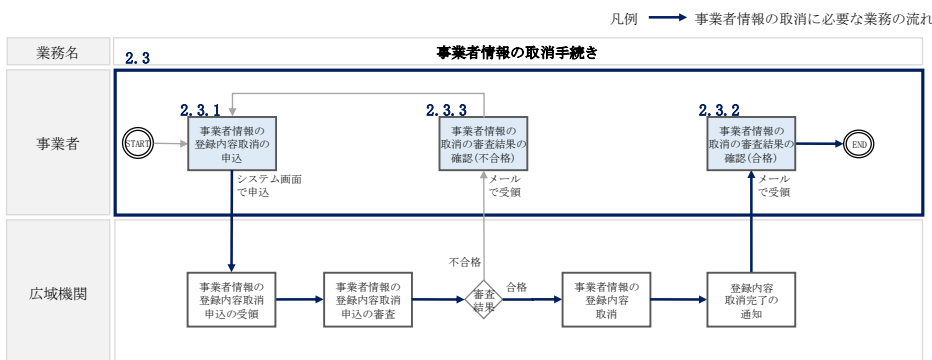 凡例 事業者情報の取消に必要な業務の流れ
業務名
2.3
事業者情報の取消手続き
事業者
START
2.3.1
事業者情報の
登録内容取消の
申込
2.3.3
事業者情報の
取消の審査結果の
確認(不合格)
2.3.2
事業者情報の
取消の審査結果の
確認(合格)
END
システム画面
で申込
メール
で受領
メール
で受領
広域機関
事業者情報の
登録内容取消
申込の受領
事業者情報の
登録内容取消
申込の審査
不合格
審査
結果
合格
事業者情報の
登録内容
取消
登録内容
取消完了の
通知